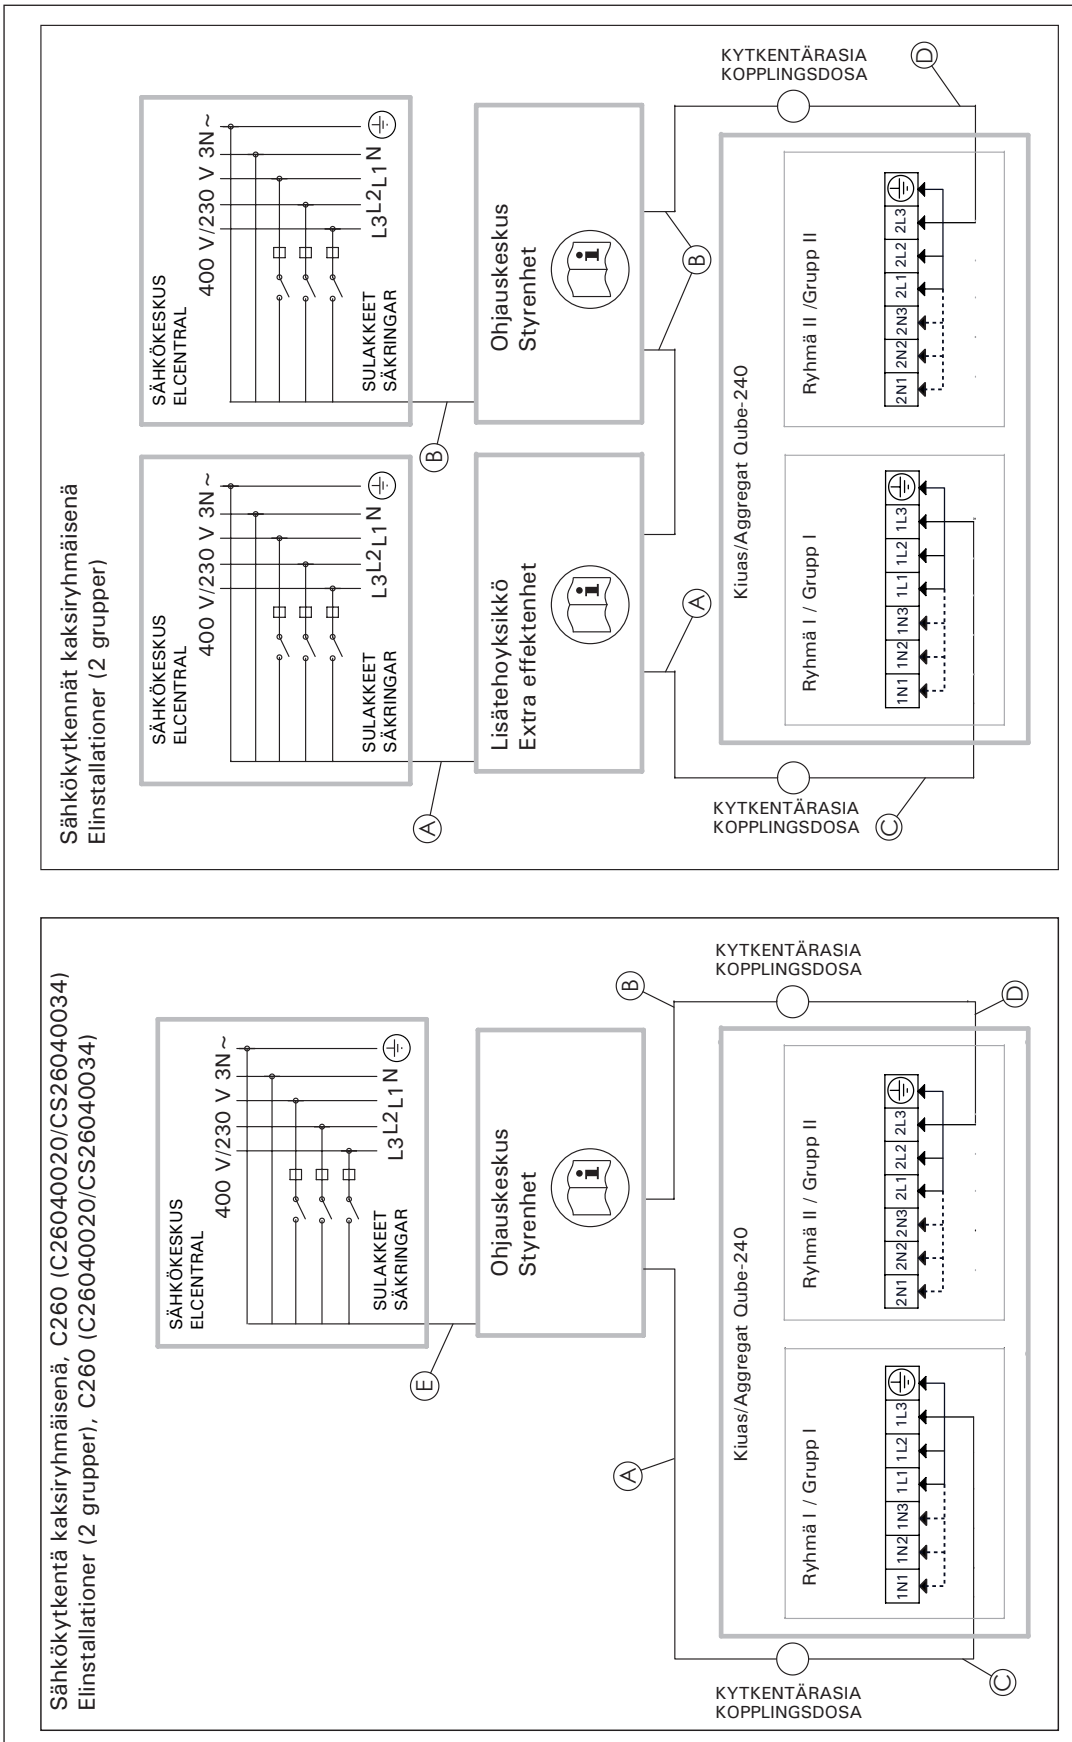 Sähkökytkentä kaksiryhmäisenä, C260 (C26040020/CS26040034)
Elinstallationer (2 grupper), C260 (C26040020/CS26040034)
SÄHKÖKESKUS
ELCENTRAL
400 V/230 V 3N~
SULAKKEET
SÄKRINGAR
L3 L2 L1 N
E
Ohjauskeskus
Styrenhet
i
A
B
KYTKENTÄRASIA
KOPPLINGSDOSA
KYTKENTÄRASIA
KOPPLINGSDOSA
Kiuas/Aggregat Qube-240
Ryhmä I / Grupp I
1N1 1N2 1N3 1L1 1L2 1L3
Ryhmä II / Grupp II
2N1 2N2 2N3 2L1 2L2 2L3
C
D
Sähkökytkennät kaksiryhmäisenä
Elinstallationer (2 grupper)
SÄHKÖKESKUS
ELCENTRAL
400 V/230 V 3N~
SULAKKEET
SÄKRINGAR
L3 L2 L1 N
SÄHKÖKESKUS
ELCENTRAL
400 V/230 V 3N~
SULAKKEET
SÄKRINGAR
L3 L2 L1 N
A
B
Lisätehoyksikkö
Extra effektenhet
i
Ohjauskeskus
Styrenhet
i
A
B
KYTKENTÄRASIA
KOPPLINGSDOSA
KYTKENTÄRASIA
KOPPLINGSDOSA
Kiuas/Aggregat Qube-240
Ryhmä I / Grupp I
1N1 1N2 1N3 1L1 1L2 1L3
Ryhmä II /Grupp II
2N1 2N2 2N3 2L1 2L2 2L3
C
D